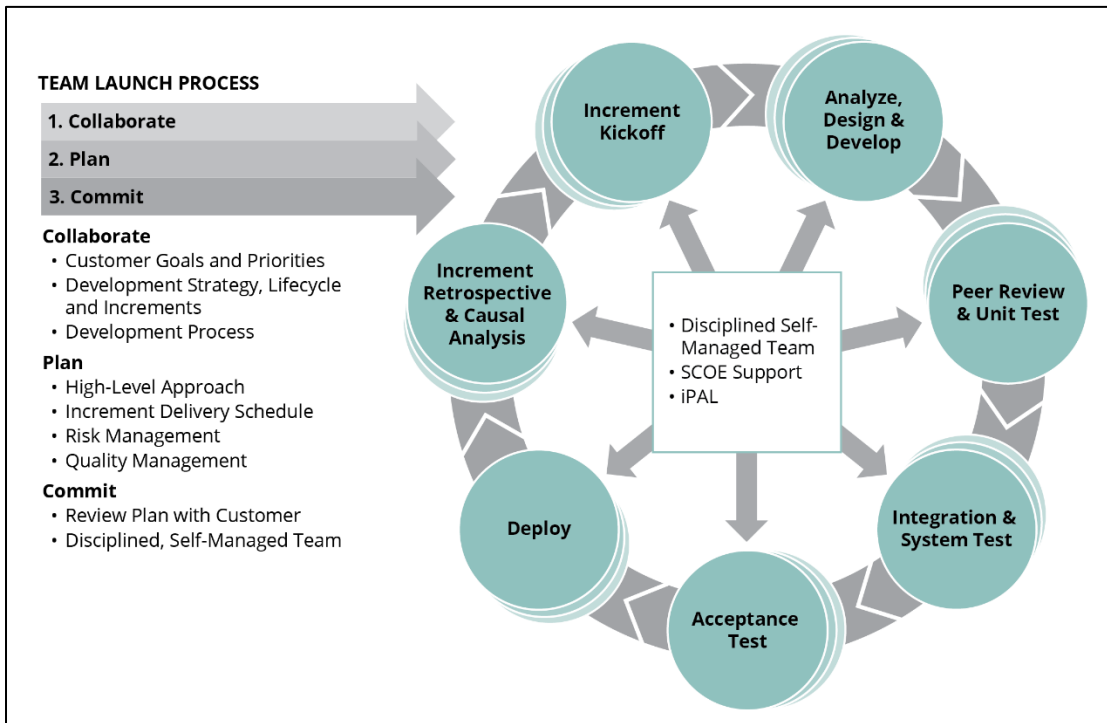 TEAM LAUNCH PROCESS
1. Collaborate
2. Plan
3. Commit
Collaborate
• Customer Goals and Priorities
• Development Strategy, Lifecycle
and Increments
• Development Process
Plan
• High-Level Approach
• Increment Delivery Schedule
• Risk Management
• Quality Management
Commit
• Review Plan with Customer
• Disciplined, Self-Managed Team
Increment
Kickoff
Analyze,
Design &
Develop
Peer Review
& Unit Test
Integration &
System Test
Acceptance
Test
Deploy
Increment
Retrospective
& Causal
Analysis
• Disciplined Self-
Managed Team
• SCOE Support
• iPAL